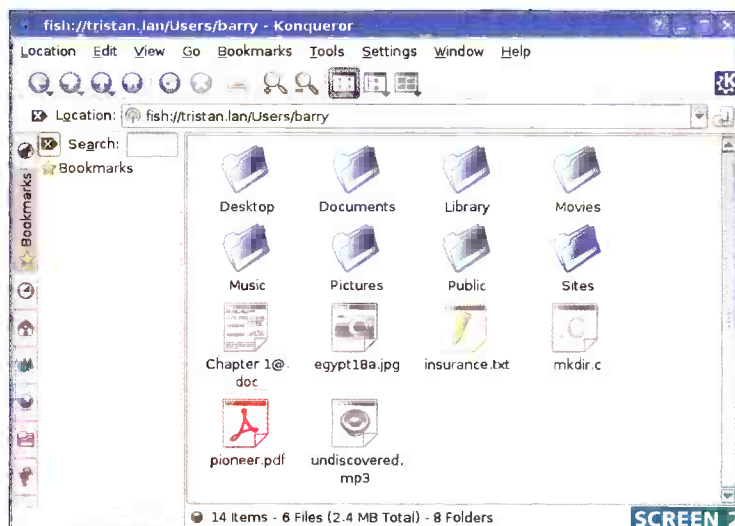 fish://tristan.lan/Users/barry - Konqueror
Location Edit View Go Bookmarks Tools Settings Window Help
Location: fish://tristan.lan/Users/barry
Search:
Bookmarks
Bookmarks
Desktop Documents Library Movies
Music Pictures Public Sites
Chapter 1@.doc egypt18a.jpg insurance.txt mkdir.c
pioneer.pdf undiscovered.mp3
14 Items - 6 Files (2.4 MB Total) - 8 Folders
SCREEN 2